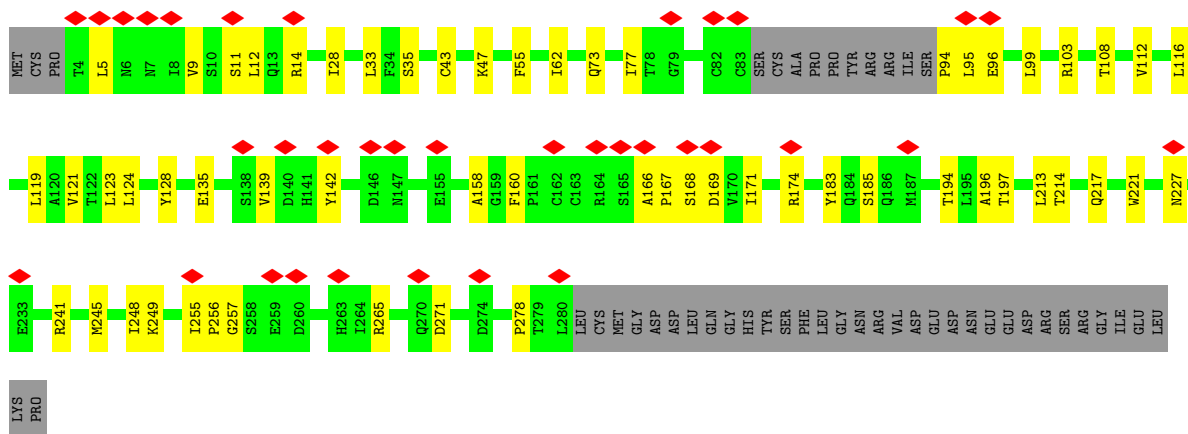 MET CYS PRO T4 L5 N6 N7 I8 V9 S10 S11 L12 Q13 R14 I28 L33 F34 S35 C43 K47 F55 I62 Q73 I77 T78 G79 C82 C83 SER CYS ALA PRO PRO TYR ARG ARG ILE SER P94 L95 E96 L99 R103 T108 V112 L116
L119 A120 V121 T122 L123 L124 Y128 E135 S138 V139 D140 H141 Y142 D146 N147 E155 A158 G159 F160 P161 C162 C163 R164 S165 A166 P167 S168 D169 V170 I171 R174 Y183 Q184 S185 Q186 M187 T194 L195 A196 T197 L213 T214 Q217 W221 N227
E233 R241 M245 I248 K249 I255 P256 G257 S258 E259 D260 H263 I264 R265 Q270 D271 D274 P278 T279 L280 LEU CYS MET GLY ASP ASP LEU GLN GLY HIS TYR SER PHE LEU GLY ASN ARG VAL ASP GLU ASP ASN GLU GLU ASP ARG SER ARG GLY ILE GLU LEU
LYS PRO